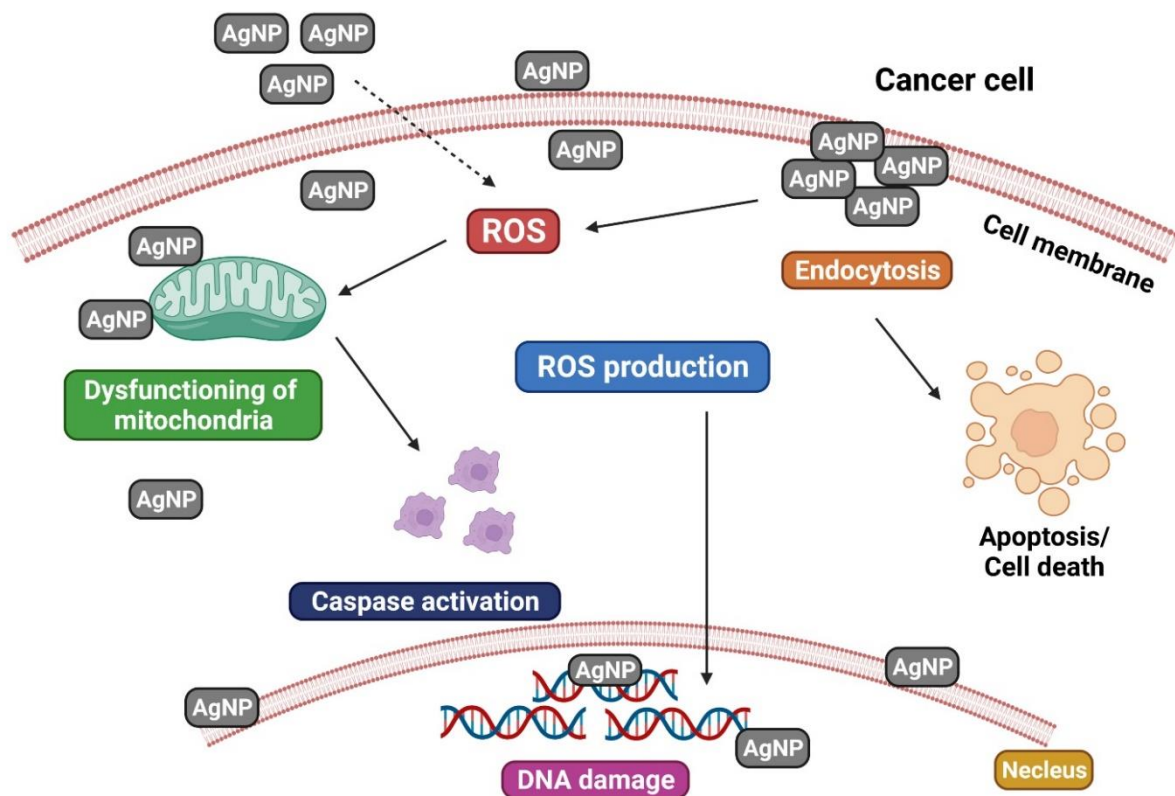 AgNP
AgNP
AgNP
AgNP
Cancer cell
AgNP
AgNP
AgNP
AgNP
AgNP
AgNP
ROS
Cell membrane
AgNP
Endocytosis
AgNP
ROS production
Dysfunctioning of
mitochondria
AgNP
Apoptosis/
Cell death
Caspase activation
AgNP
AgNP
AgNP
AgNP
DNA damage
Necleus